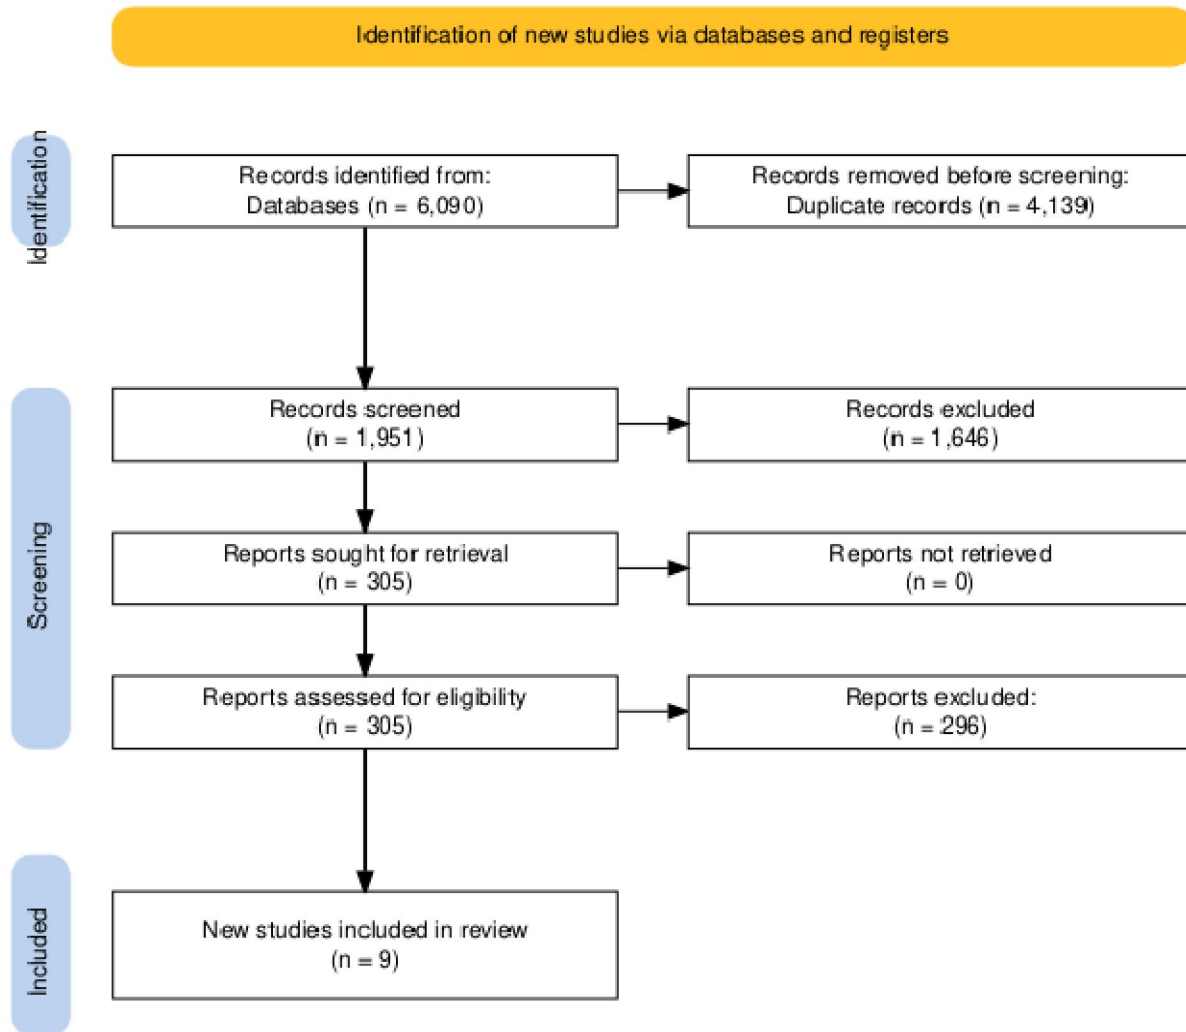 Identification of new studies via databases and registers
Identification
Records identified from:
Databases (n = 6,090)
Records removed before screening:
Duplicate records (n = 4,139)
Screening
Records screened
(n = 1,951)
Records excluded
(n = 1,646)
Reports sought for retrieval
(n = 305)
Reports not retrieved
(n = 0)
Reports assessed for eligibility
(n = 305)
Reports excluded:
(n = 296)
Included
New studies included in review
(n = 9)